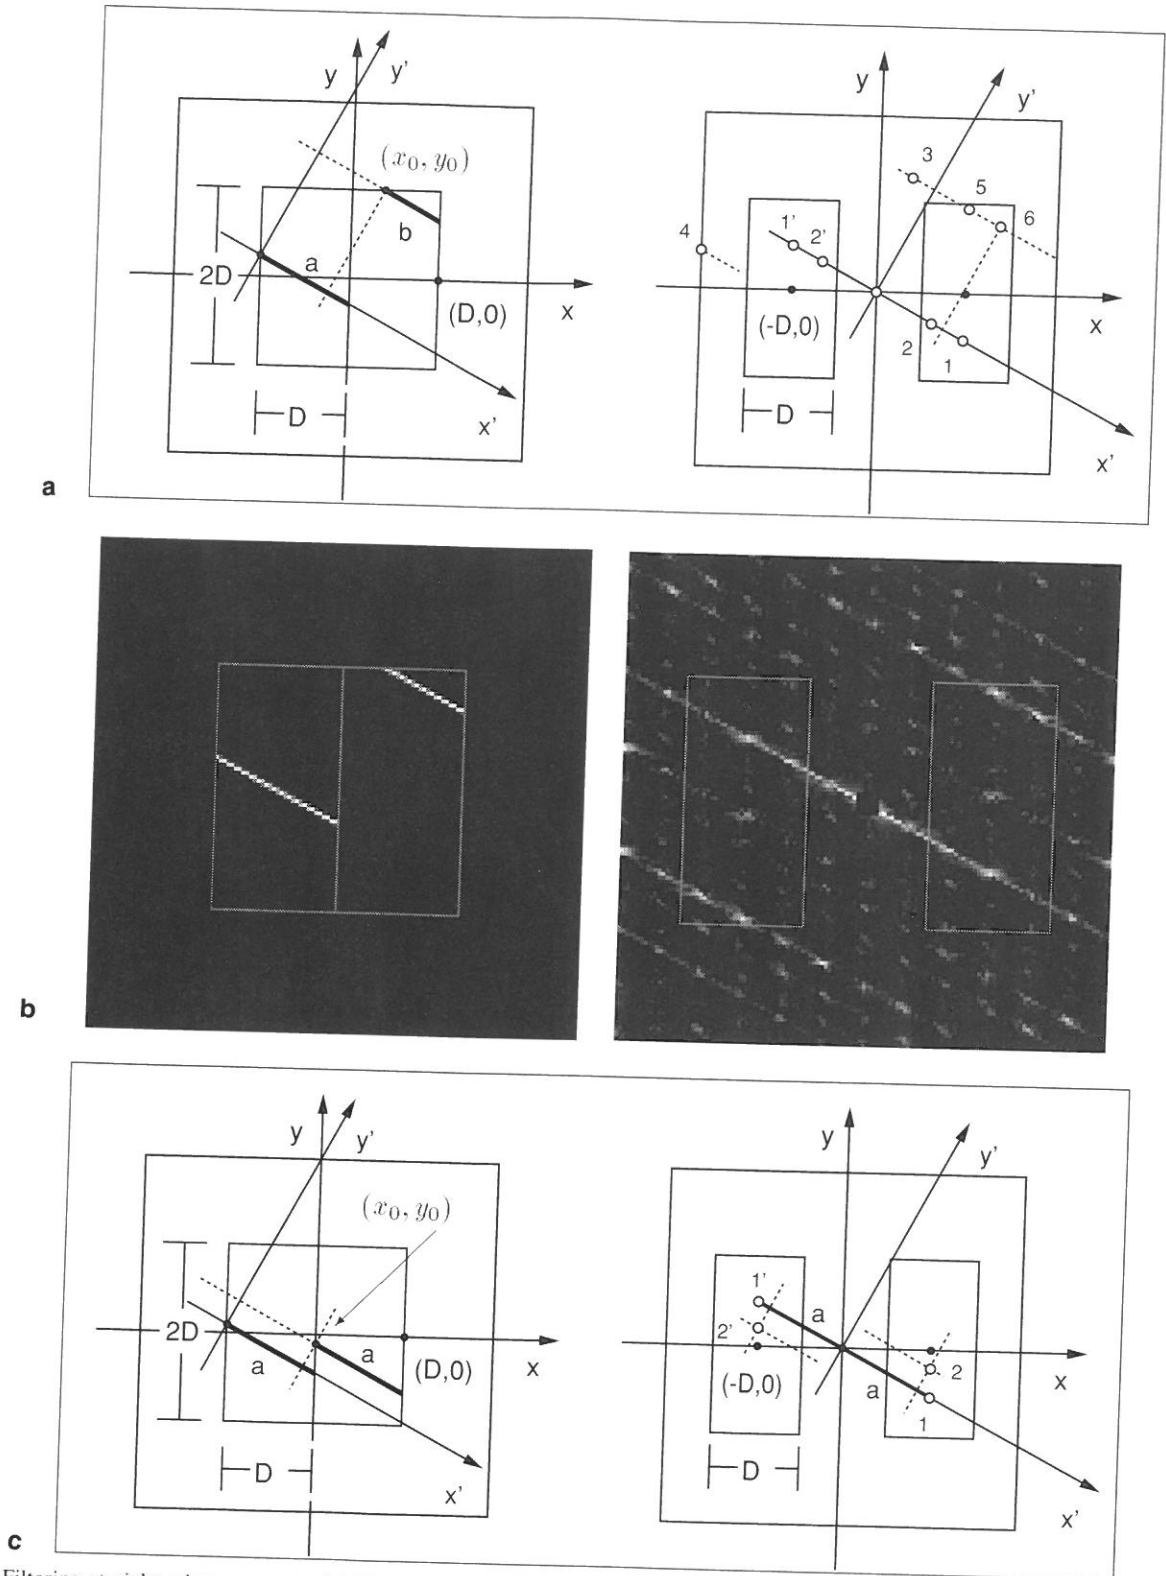 y
y'
(x₀, y₀)
b
a
2D
(D,0)
x
D
x'
y
y'
3
5
6
4
1'
2'
(-D,0)
x
2
1
D
x'
a
b
y
y'
(x₀, y₀)
2D
a
a
(D,0)
x
D
x'
y
y'
1'
a
2'
2
(-D,0)
a
x
1
D
x'
c